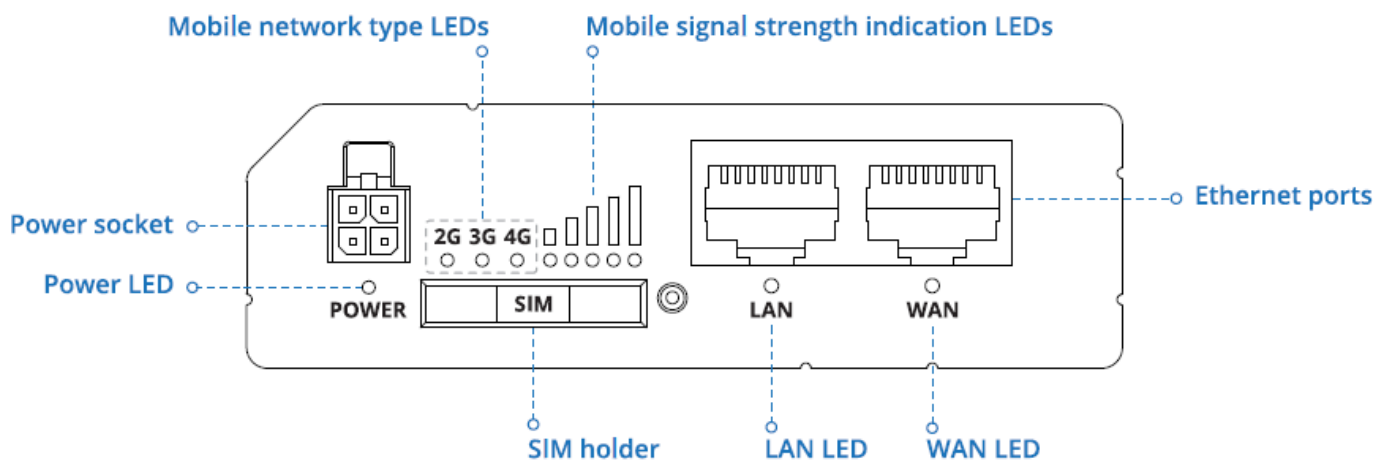 Mobile network type LEDs
Mobile signal strength indication LEDs
Ethernet ports
Power socket
2G 3G 4G
Power LED
POWER
SIM
LAN
WAN
SIM holder
LAN LED
WAN LED